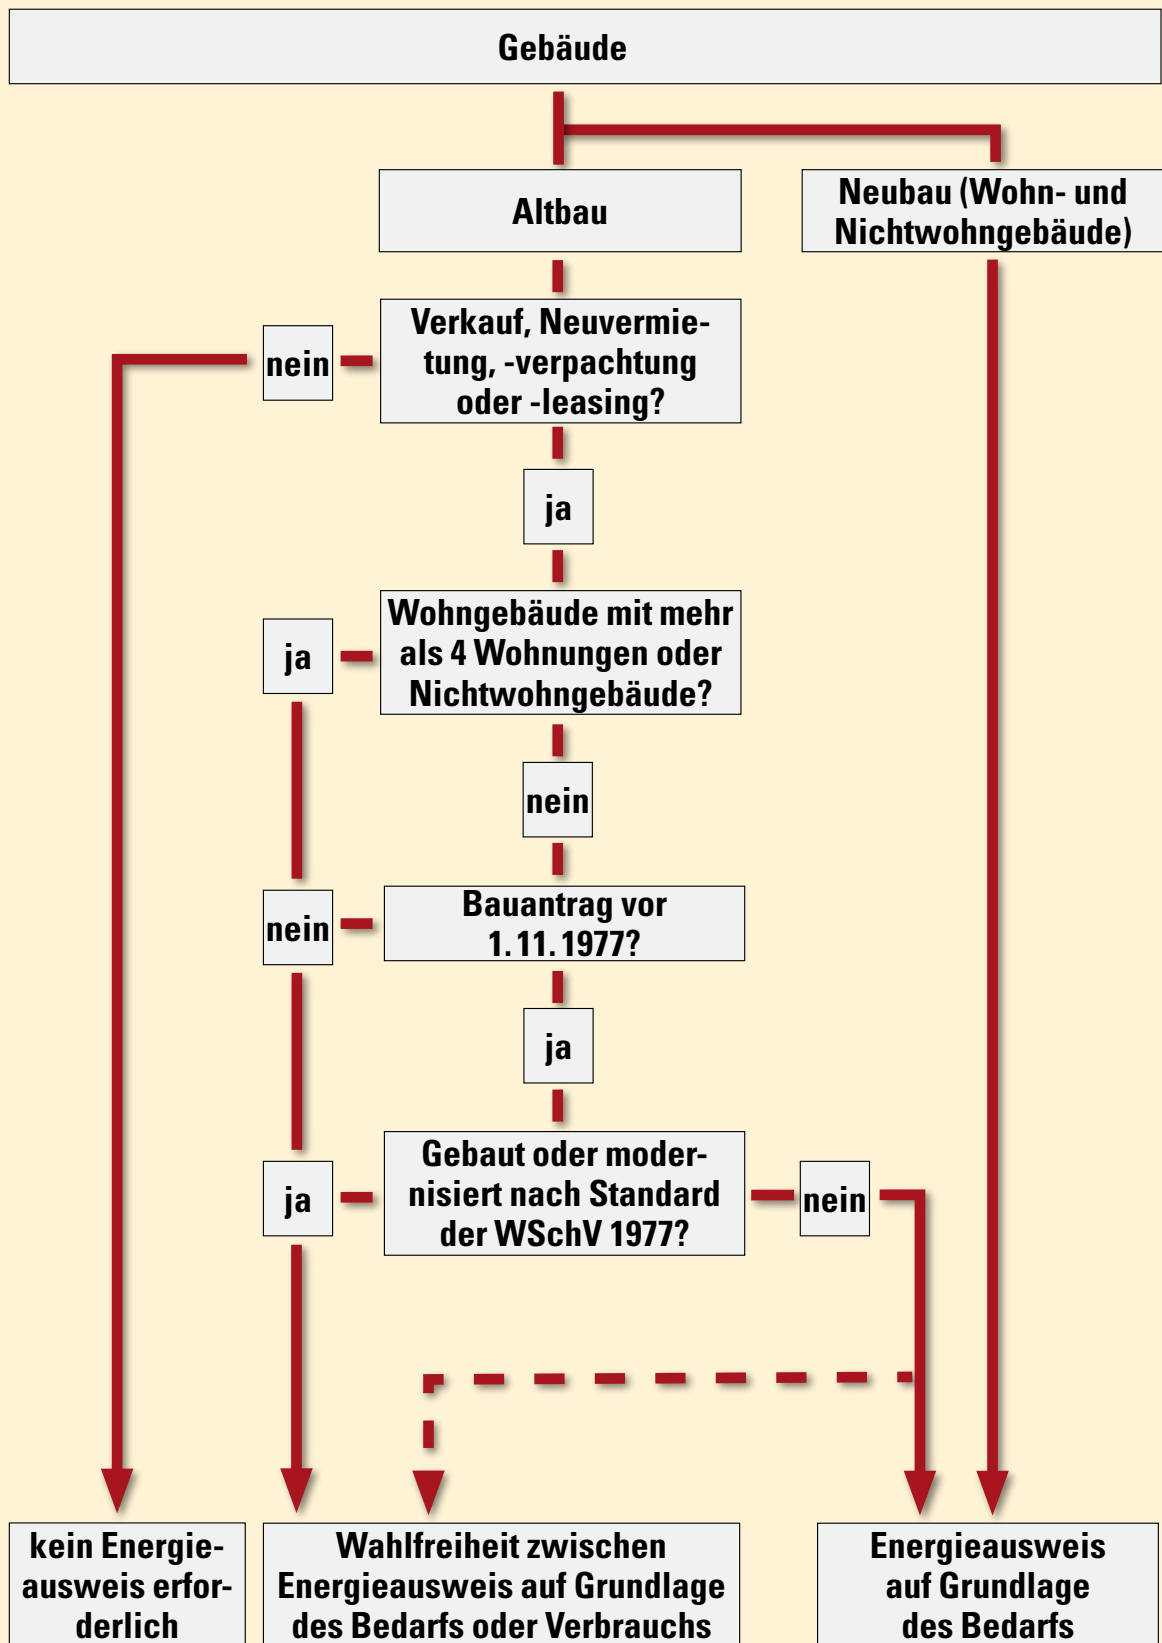 Gebäude
Altbau
Neubau (Wohn- und
Nichtwohngebäude)
Verkauf, Neuvermie-
tung, -verpachtung
oder -leasing?
nein
ja
Wohngebäude mit mehr
als 4 Wohnungen oder
Nichtwohngebäude?
ja
nein
Bauantrag vor
1. 11. 1977?
nein
ja
Gebaut oder moder-
nisiert nach Standard
der WSchV 1977?
ja
nein
kein Energie-
ausweis erfor-
derlich
Wahlfreiheit zwischen
Energieausweis auf Grundlage
des Bedarfs oder Verbrauchs
Energieausweis
auf Grundlage
des Bedarfs